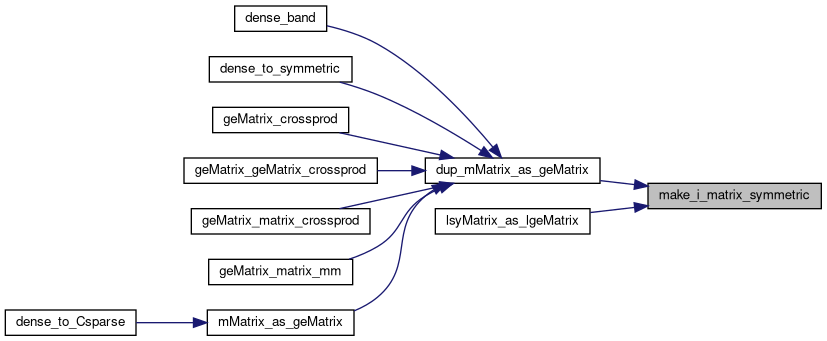 dense_band
dense_to_symmetric
geMatrix_crossprod
geMatrix_geMatrix_crossprod
dup_mMatrix_as_geMatrix
make_i_matrix_symmetric
geMatrix_matrix_crossprod
lsyMatrix_as_lgeMatrix
geMatrix_matrix_mm
dense_to_Csparse
mMatrix_as_geMatrix